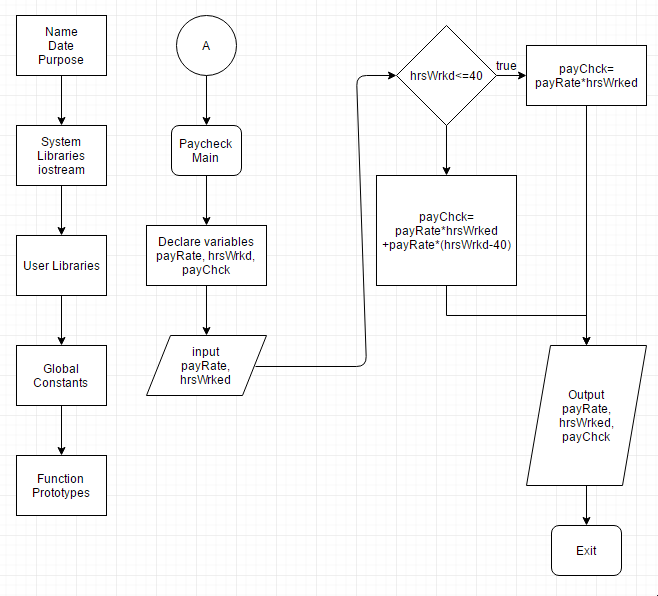 Name
Date
Purpose
System
Libraries
iostream
User Libraries
Global
Constants
Function
Prototypes
A
Paycheck
Main
Declare variables
payRate, hrsWrkd,
payChck
input
payRate,
hrsWrked
hrsWrkd<=40
true
payChck=
payRate*hrsWrked
payChck=
payRate*hrsWrked
+payRate*(hrsWrkd-40)
Output
payRate,
hrsWrked,
payChck
Exit